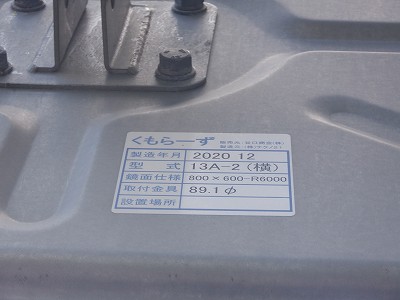 くもらーず
製造年月 2020 12
型 式 13A-2 (横)
鏡面仕様 800×600-R6000
取付金具 89.1φ
設置場所